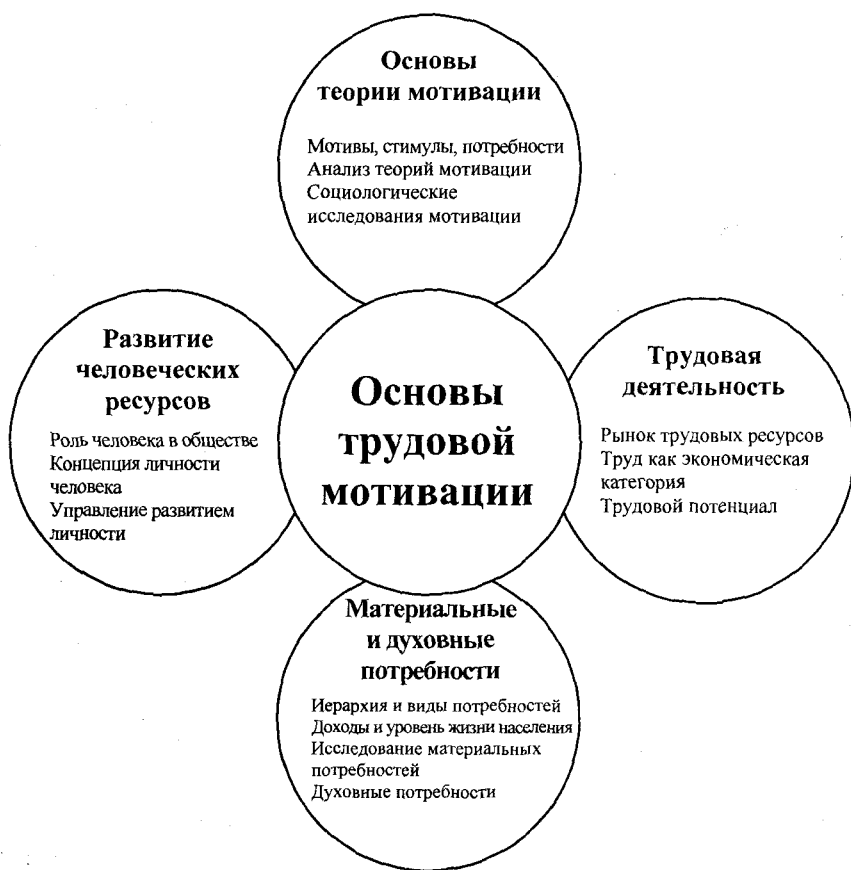 Основы
теории мотивации
Мотивы, стимулы, потребности
Анализ теорий мотивации
Социологические
исследования мотивации
Развитие
человеческих
ресурсов
Роль человека в обществе
Концепция личности
человека
Управление развитием
личности
Основы
трудовой
мотивации
Трудовая
деятельность
Рынок трудовых ресурсов
Труд как экономическая
категория
Трудовой потенциал
Материальные
и духовные
потребности
Иерархия и виды потребностей
Доходы и уровень жизни населения
Исследование материальных
потребностей
Духовные потребности